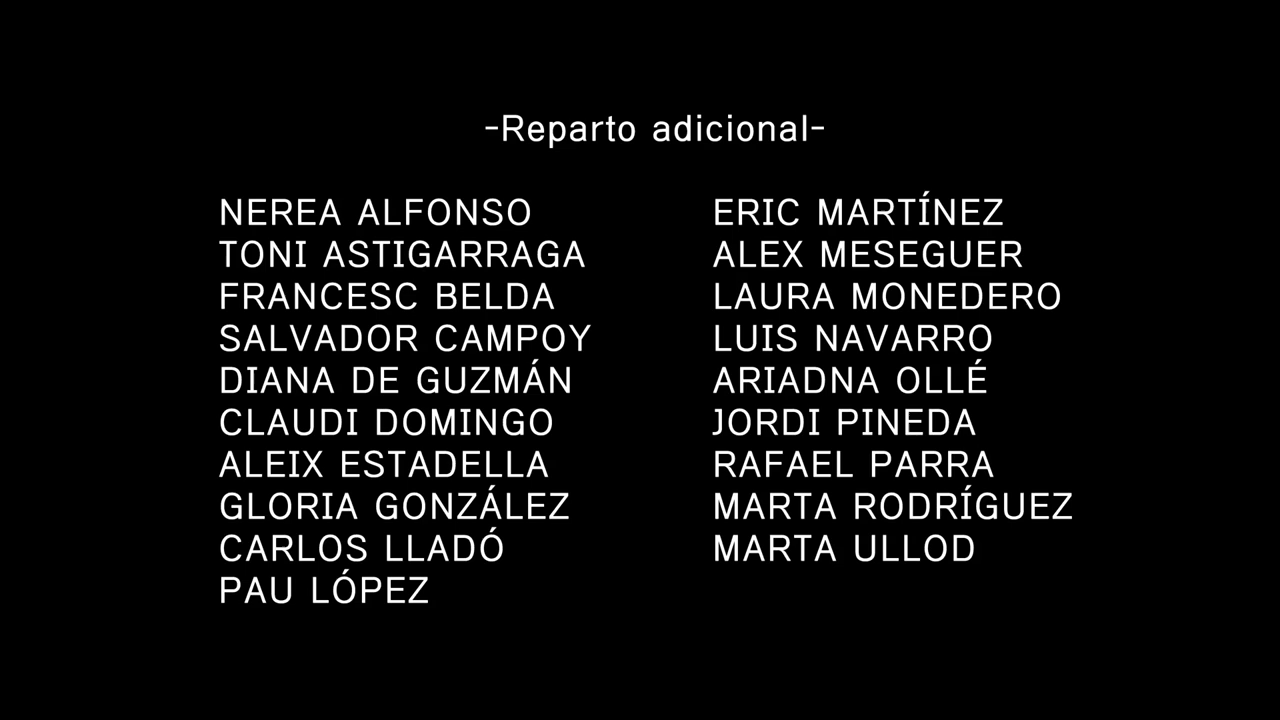 -Reparto adicional-
NEREA ALFONSO
TONI ASTIGARRAGA
FRANCESC BELDA
SALVADOR CAMPOY
DIANA DE GUZMÁN
CLAUDI DOMINGO
ALEIX ESTADELLA
GLORIA GONZÁLEZ
CARLOS LLADÓ
PAU LÓPEZ
ERIC MARTÍNEZ
ALEX MESEGUER
LAURA MONEDERO
LUIS NAVARRO
ARIADNA OLLÉ
JORDI PINEDA
RAFAEL PARRA
MARTA RODRÍGUEZ
MARTA ULLOD